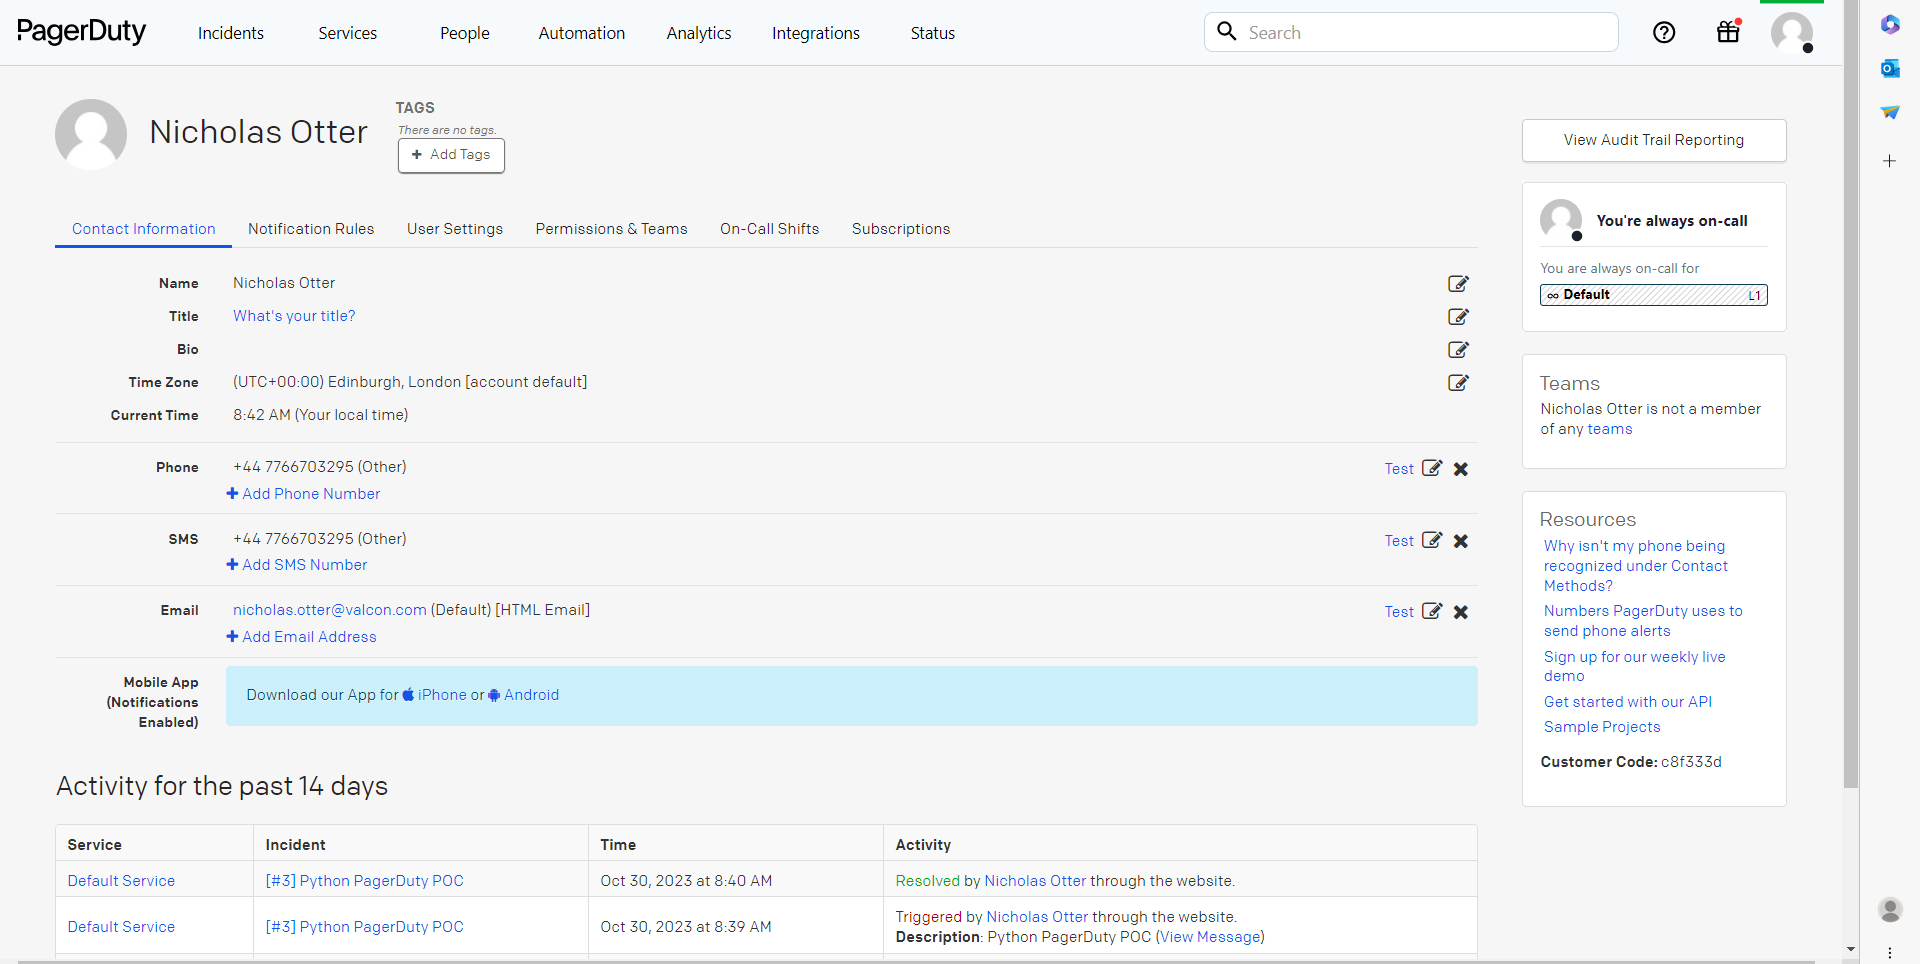 PagerDuty
Incidents
Services
People
Automation
Analytics
Integrations
Status
Search
Nicholas Otter
TAGS
There are no tags.
Add Tags
View Audit Trail Reporting
Contact Information
Notification Rules
User Settings
Permissions & Teams
On-Call Shifts
Subscriptions
Name Nicholas Otter
Title What's your title?
Bio
Time Zone (UTC+00:00) Edinburgh, London [account default]
Current Time 8:42 AM (Your local time)
Phone +44 7766703295 (Other) Test
Add Phone Number
SMS +44 7766703295 (Other) Test
Add SMS Number
Email nicholas.otter@valcon.com (Default) [HTML Email] Test
Add Email Address
Mobile App
(Notifications
Enabled)
Download our App for iPhone or Android
You're always on-call
You are always on-call for
∞ Default L1
Teams
Nicholas Otter is not a member
of any teams
Resources
Why isn't my phone being
recognized under Contact
Methods?
Numbers PagerDuty uses to
send phone alerts
Sign up for our weekly live
demo
Get started with our API
Sample Projects
Customer Code: c8f333d
Activity for the past 14 days
Service Incident Time Activity
Default Service [#3] Python PagerDuty POC Oct 30, 2023 at 8:40 AM Resolved by Nicholas Otter through the website.
Default Service [#3] Python PagerDuty POC Oct 30, 2023 at 8:39 AM Triggered by Nicholas Otter through the website.
Description: Python PagerDuty POC (View Message)